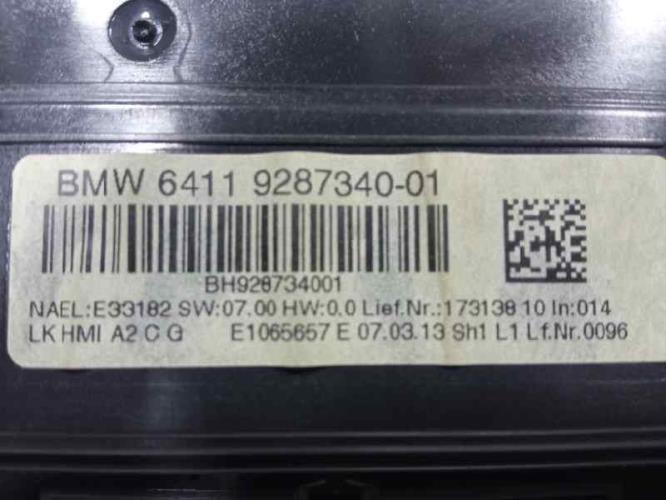 BMW 6411 9287340-01
BH928734001
NAEL:E33182 SW:07.00 HW:0.0 Lief.Nr.:173138 10 In:014
LK HMI A2 C G E1065657 E 07.03.13 Sh1 L1 Lf.Nr.0096